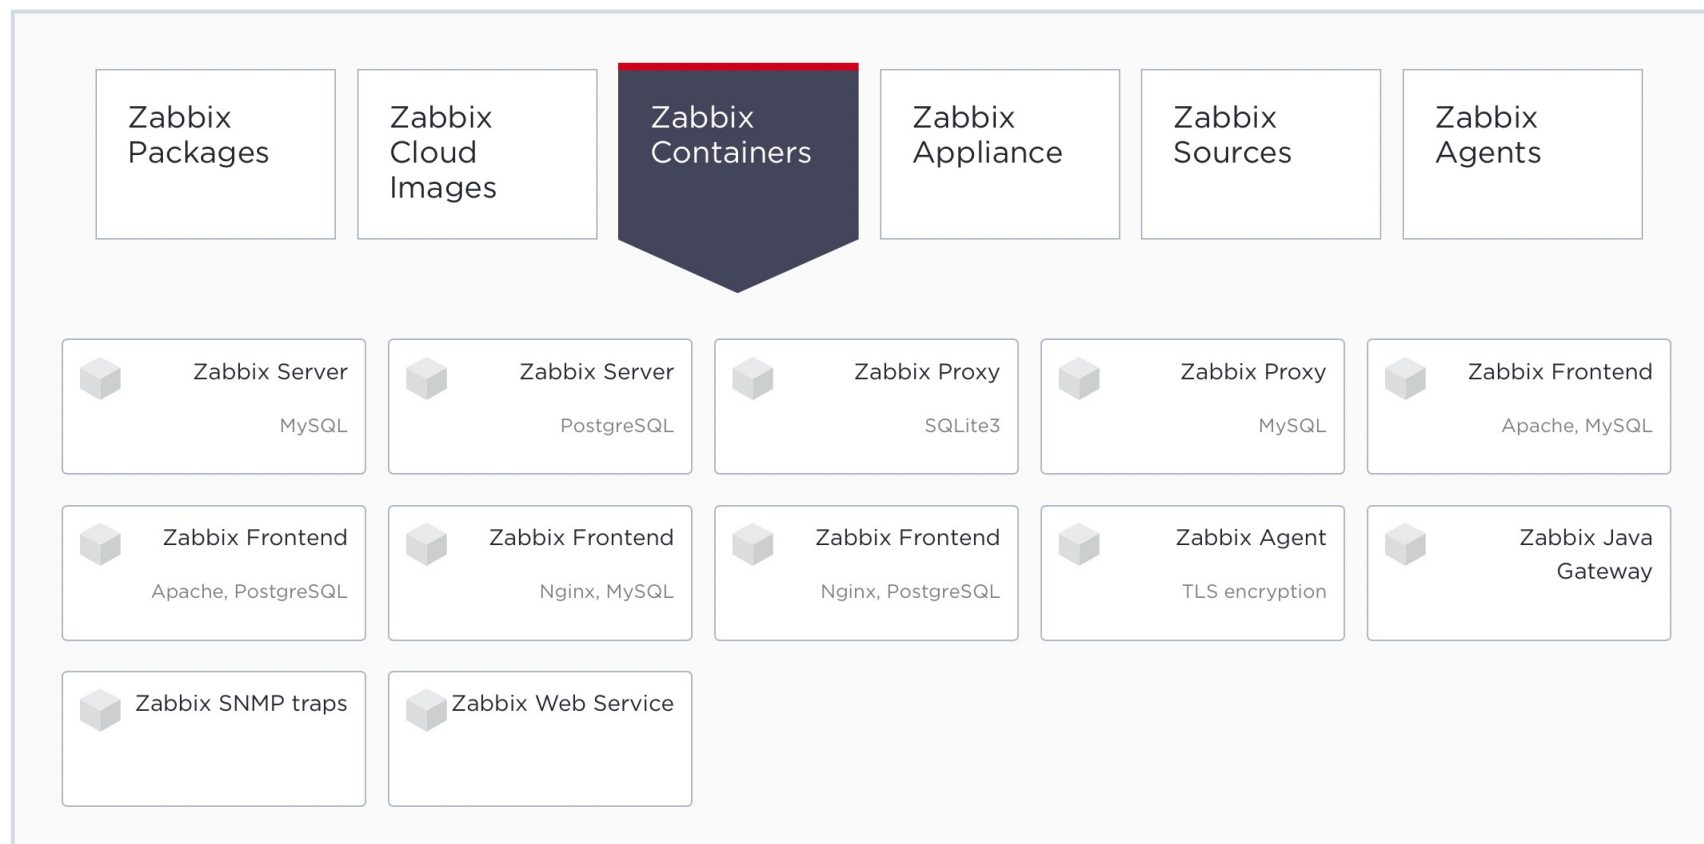 Zabbix
Packages
Zabbix
Cloud
Images
Zabbix
Containers
Zabbix
Appliance
Zabbix
Sources
Zabbix
Agents
Zabbix Server
MySQL
Zabbix Server
PostgreSQL
Zabbix Proxy
SQLite3
Zabbix Proxy
MySQL
Zabbix Frontend
Apache, MySQL
Zabbix Frontend
Apache, PostgreSQL
Zabbix Frontend
Nginx, MySQL
Zabbix Frontend
Nginx, PostgreSQL
Zabbix Agent
TLS encryption
Zabbix Java
Gateway
Zabbix SNMP traps
Zabbix Web Service